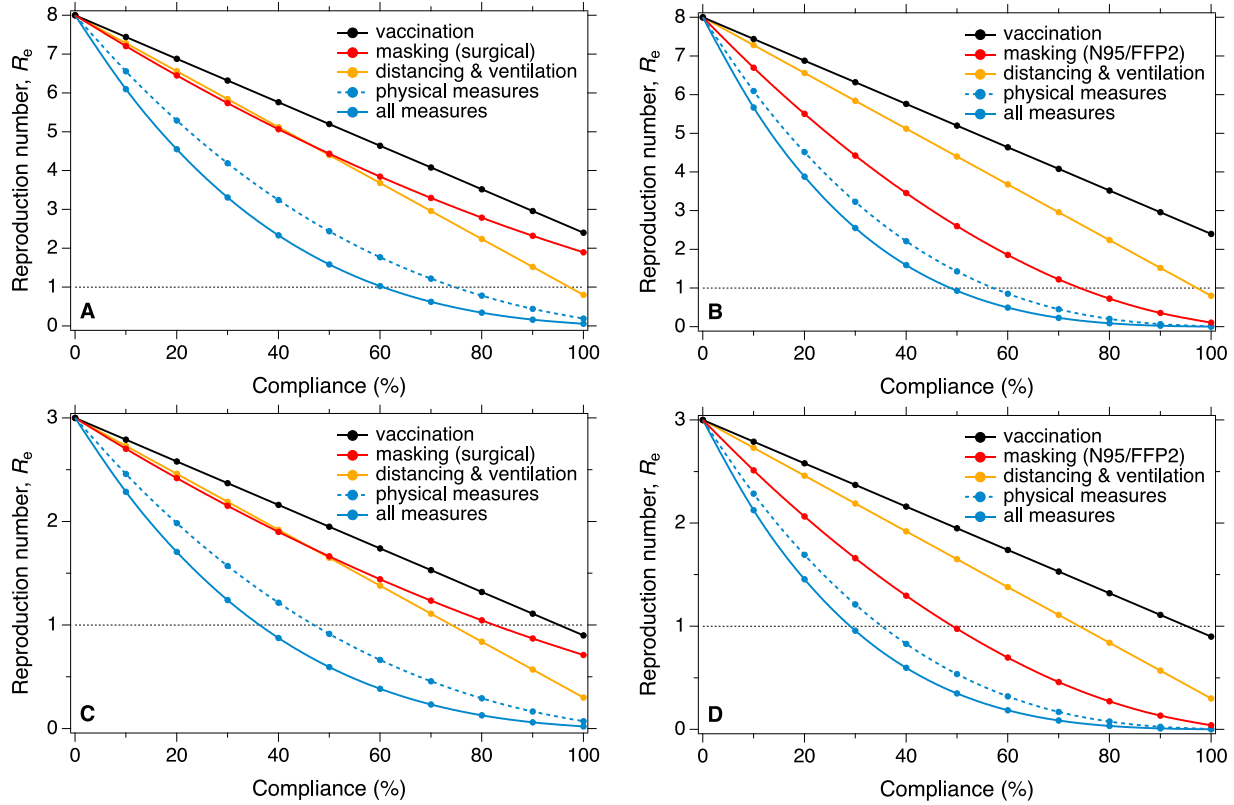 8
7
6
5
4
3
2
1
0
Reproduction number, Re
vaccination
masking (surgical)
distancing & ventilation
physical measures
all measures
A
0
20
40
60
80
100
Compliance (%)
8
7
6
5
4
3
2
1
0
Reproduction number, Re
vaccination
masking (N95/FFP2)
distancing & ventilation
physical measures
all measures
B
0
20
40
60
80
100
Compliance (%)
3
2
1
0
Reproduction number, Re
vaccination
masking (surgical)
distancing & ventilation
physical measures
all measures
C
0
20
40
60
80
100
Compliance (%)
3
2
1
0
Reproduction number, Re
vaccination
masking (N95/FFP2)
distancing & ventilation
physical measures
all measures
D
0
20
40
60
80
100
Compliance (%)